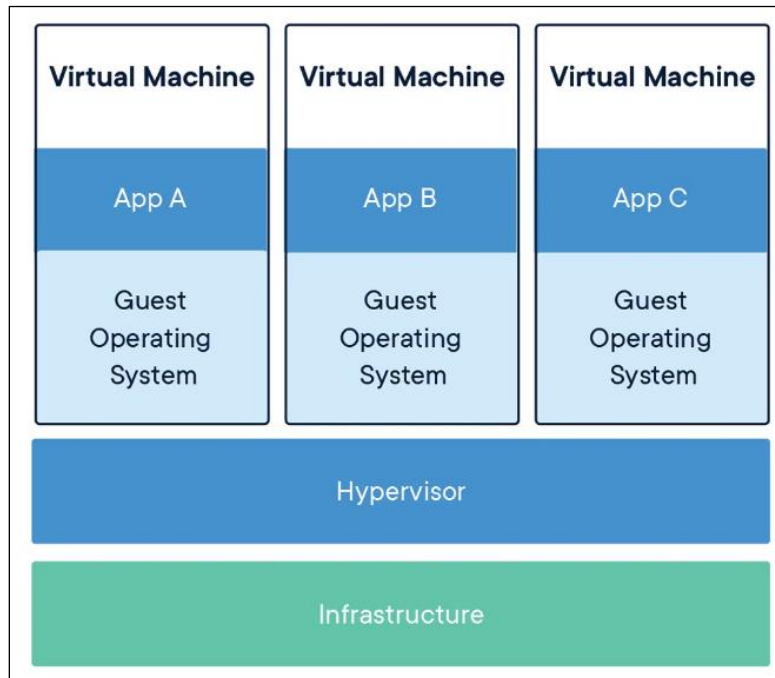 Virtual Machine
Virtual Machine
Virtual Machine
App A
App B
App C
Guest
Operating
System
Guest
Operating
System
Guest
Operating
System
Hypervisor
Infrastructure